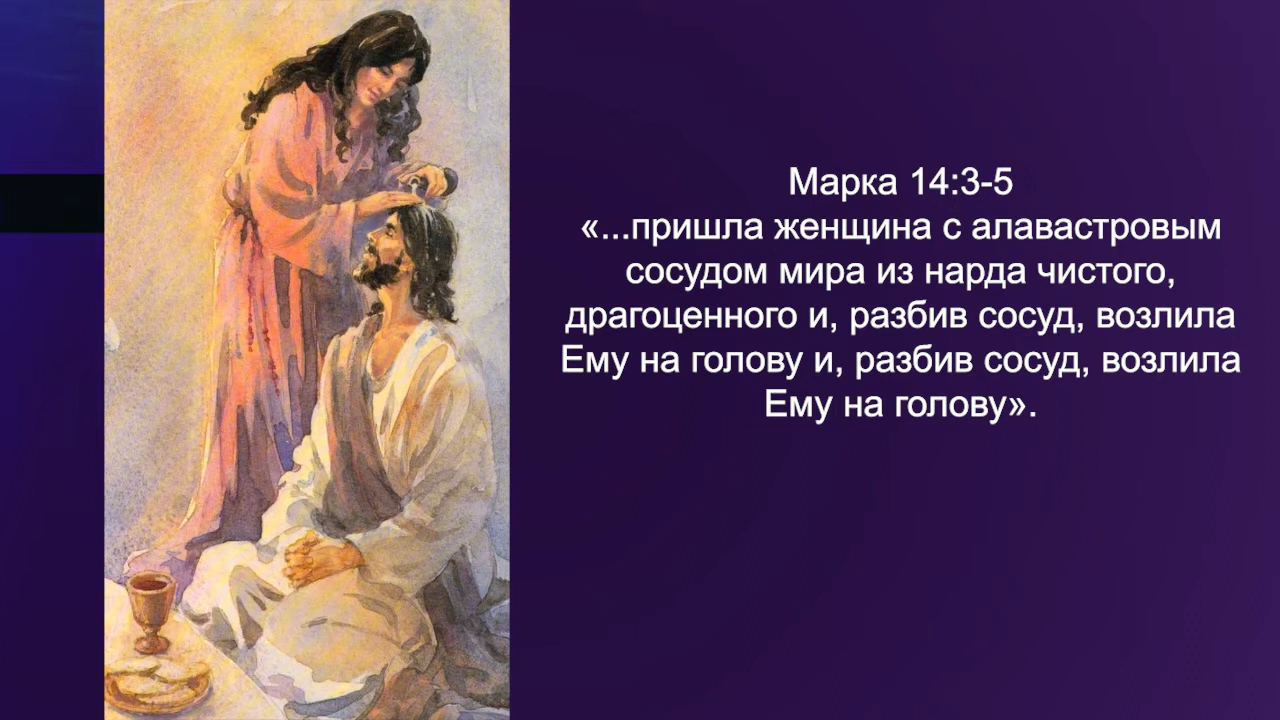 Марка 14:3-5
«...пришла женщина с алавастровым
сосудом мира из нарда чистого,
драгоценного и, разбив сосуд, возлила
Ему на голову и, разбив сосуд, возлила
Ему на голову».